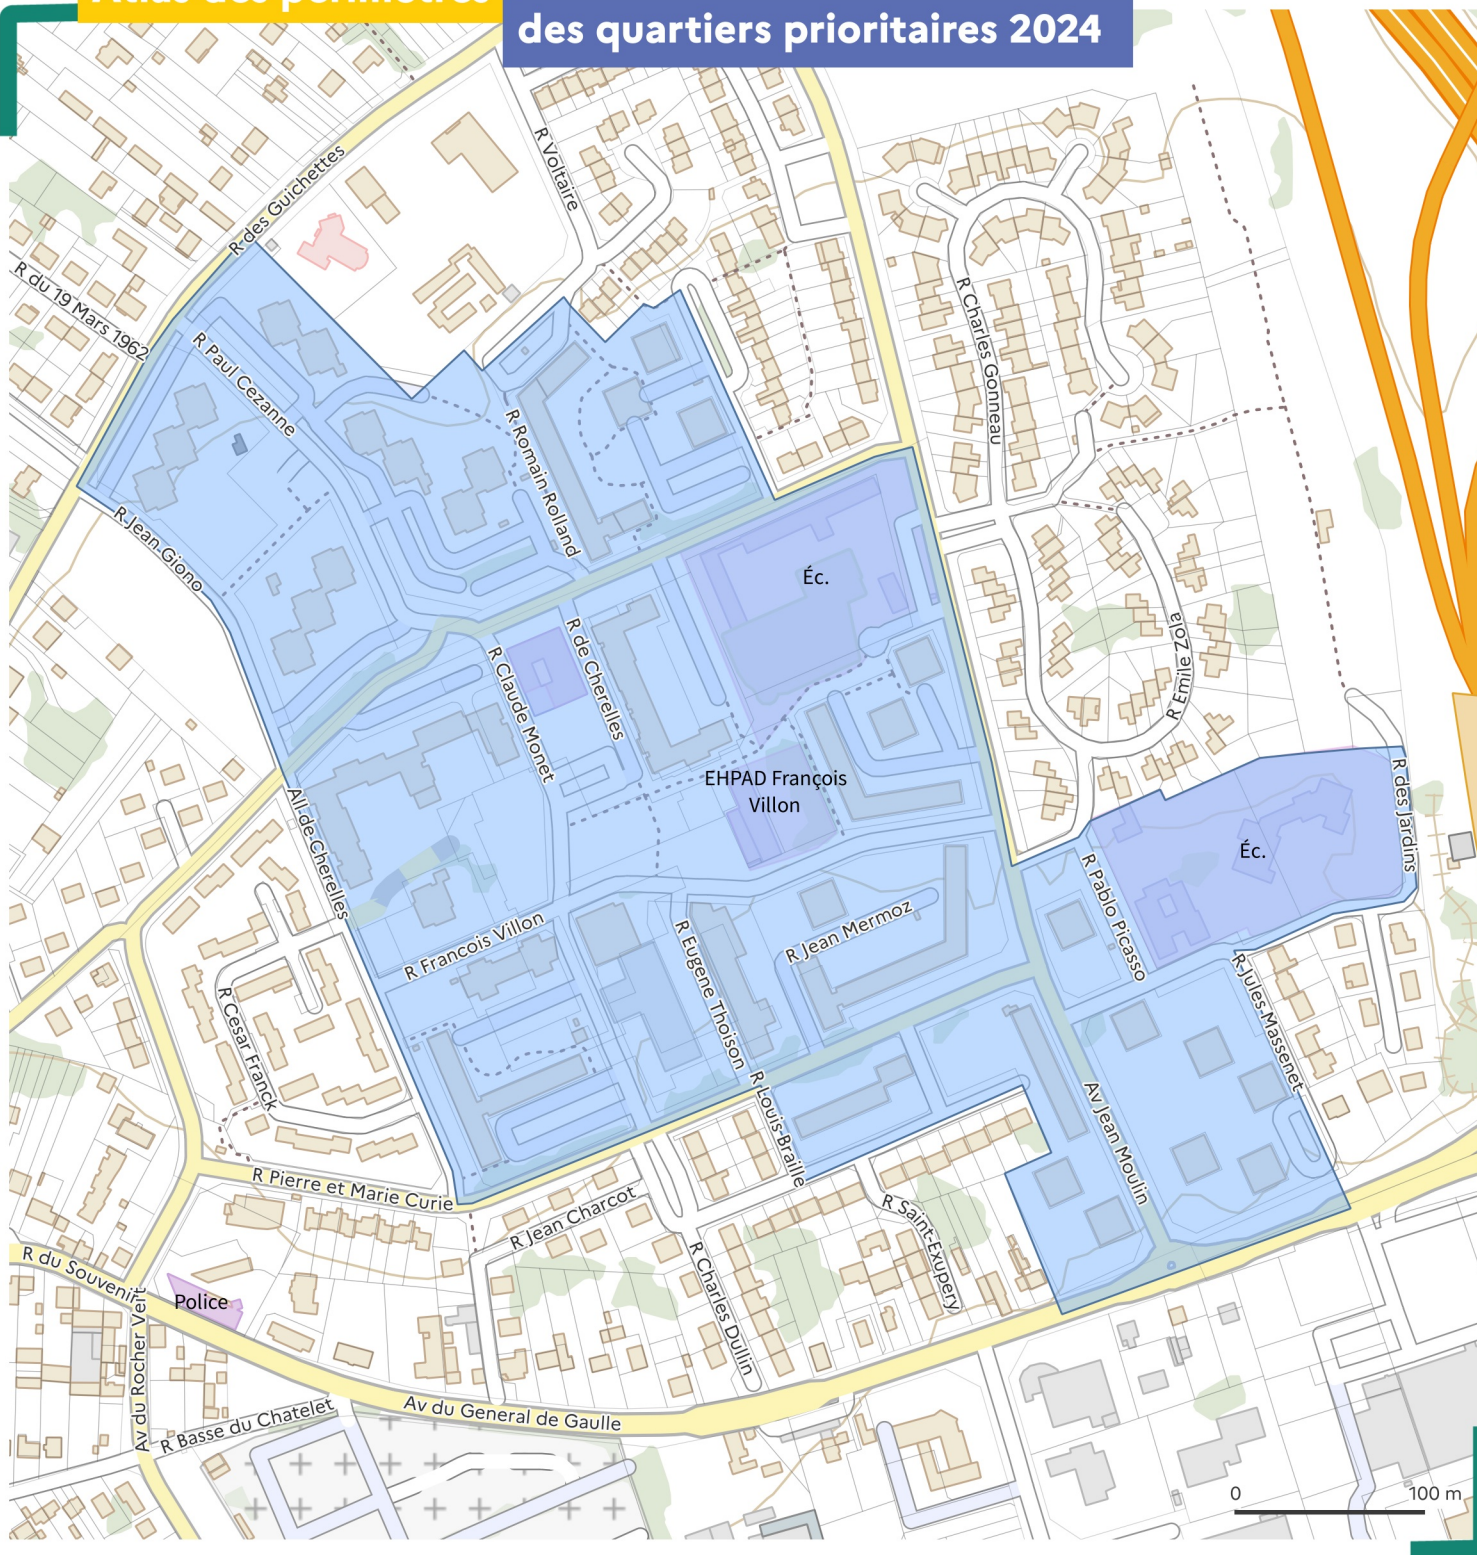 Atlas des périmètres
des quartiers prioritaires 2024
R des Guichettes
R Voltaire
R du 19 Mars 1962
R Paul Cezanne
R Charles Gonneau
R Romain Rolland
R Jean Giono
Éc.
R de Cherelles
R Claude Monet
R Emile Zola
EHPAD François
Villon
All-de-Cherelles
R des Jardins
Éc.
R Pablo Picasso
R Francois Villon
R Jean Mermoz
R Eugene Thoison
R Jules-Massenet
R Cesar Franck
R Louis-Braille
Av Jean Moulin
R Pierre et Marie Curie
R Jean Charcot
R Saint-Exupery
R du Souvenir
Police
R Charles Dullin
Av du Rocher Vert
Av du General de Gaulle
R Basse du Chatelet
0 100 m